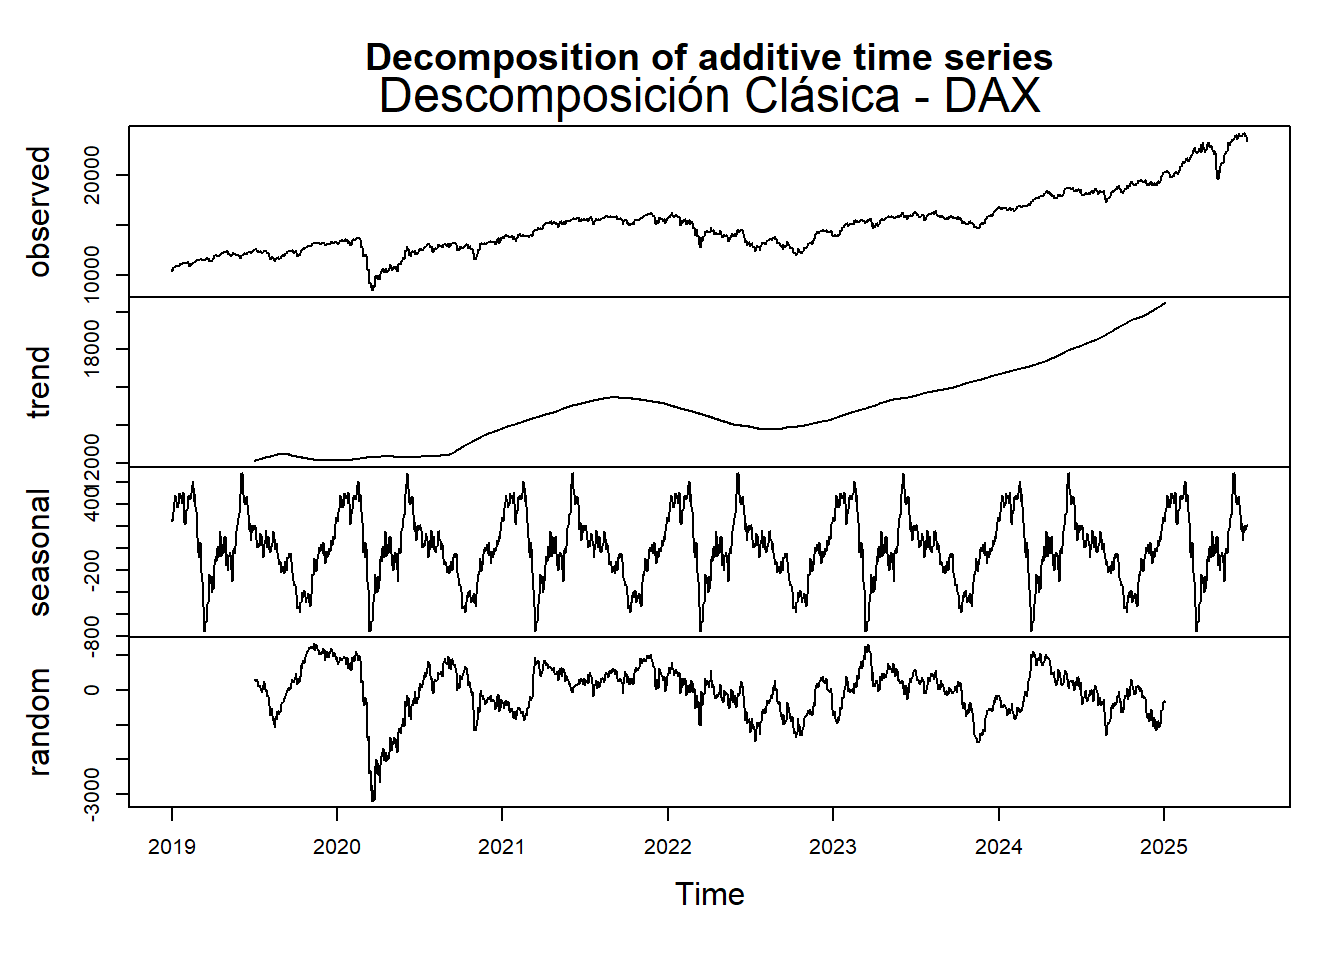 Decomposition of additive time series
Descomposición Clásica - DAX
observed
10000
20000
trend
12000
18000
seasonal
-800
-200
400
random
-3000
0
2019
2020
2021
2022
2023
2024
2025
Time